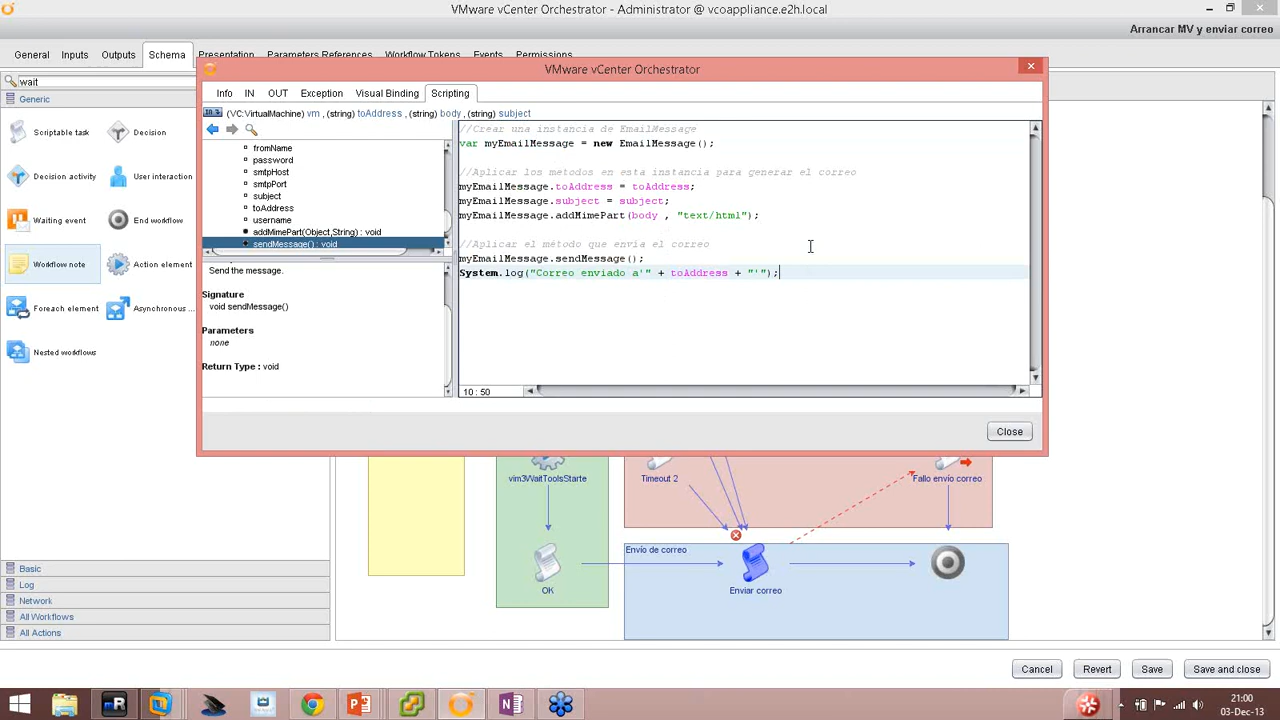 VMware vCenter Orchestrator - Administrator @ vcoappliance.e2h.local
Arrancar MV y enviar correo
General Inputs Outputs Schema Presentation Parameters References Workflow Tokens Events Permissions
wait
Generic
Scriptable task
Decision
Decision activity
User interaction
Waiting event
End workflow
Workflow note
Action element
Foreach element
Asynchronous ...
Nested workflows
Basic
Log
Network
All Workflows
All Actions
VMware vCenter Orchestrator
Info IN OUT Exception Visual Binding Scripting
(VC:VirtualMachine) vm , (string) toAddress , (string) body , (string) subject
fromName
password
smtpHost
smtpPort
subject
toAddress
username
addMimePart(Object,String) : void
sendMessage() : void
Send the message.
Signature
void sendMessage()
Parameters
none
Return Type : void
//Crear una instancia de EmailMessage
var myEmailMessage = new EmailMessage();
//Aplicar los metodos en esta instancia para generar el correo
myEmailMessage.toAddress = toAddress;
myEmailMessage.subject = subject;
myEmailMessage.addMimePart(body , "text/html");
//Aplicar el método que envía el correo
myEmailMessage.sendMessage();
System.log("Correo enviado a'" + toAddress + "'");
10 : 50
Close
vim3WaitToolsStarte
Timeout 2
Fallo envío correo
Envío de correo
OK
Enviar correo
Cancel Revert Save Save and close
21:00
03-Dec-13